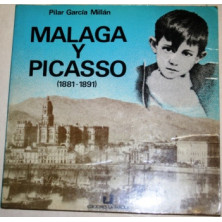 Pilar García Millán
MALAGA
Y
PICASSO
(1881-1891)